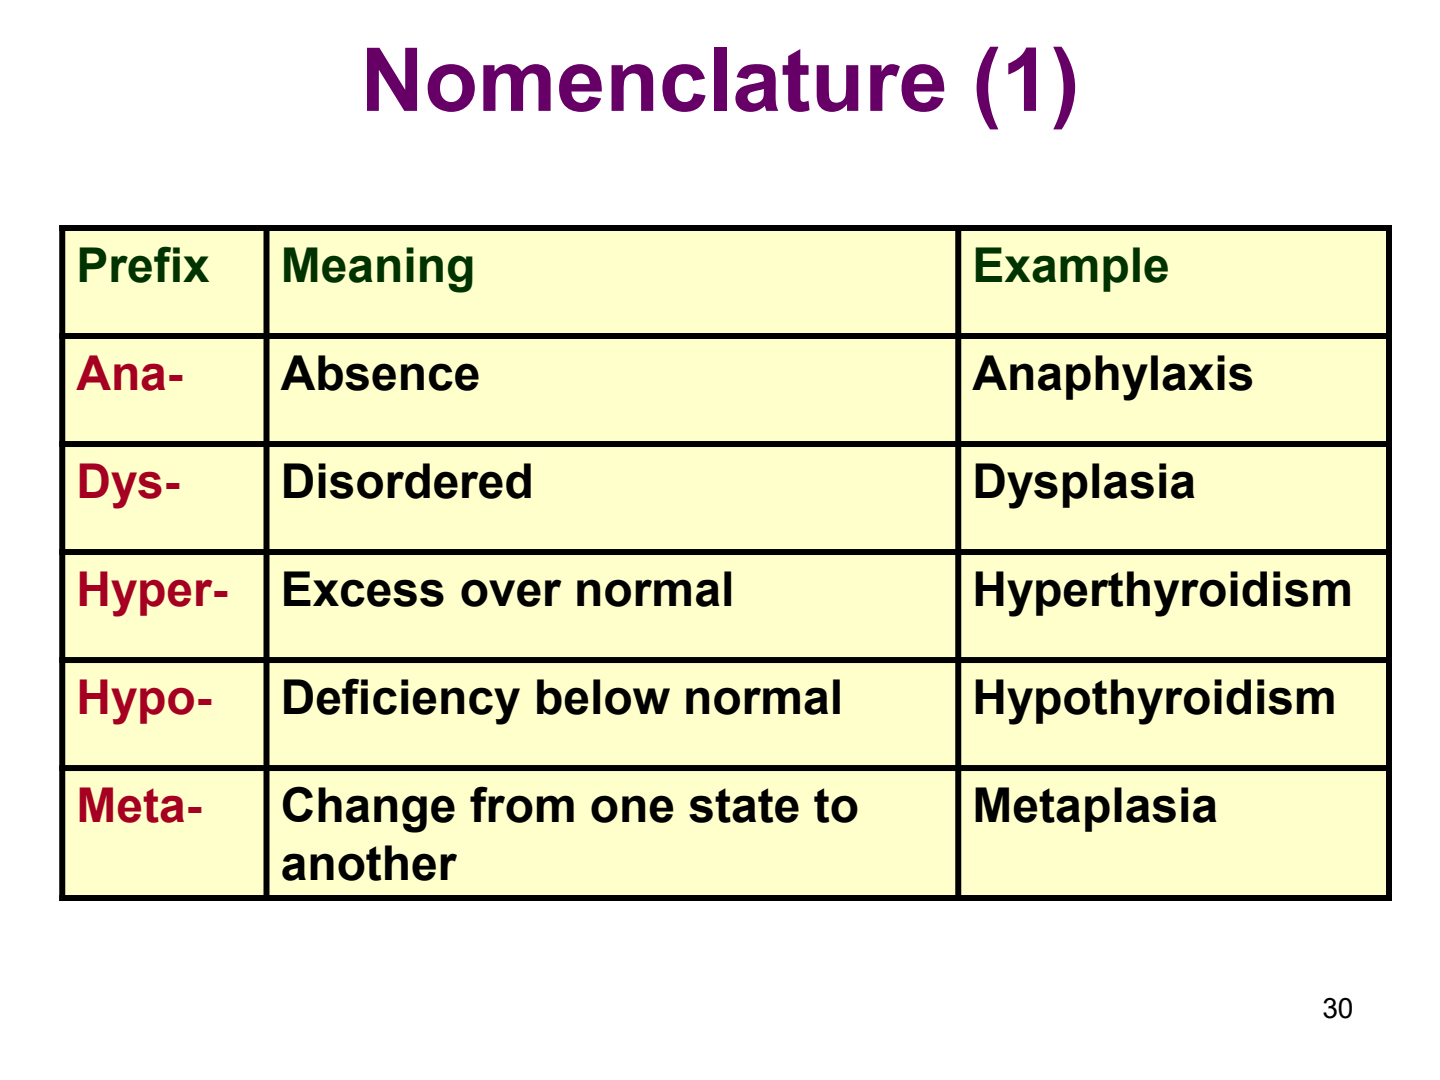 Nomenclature (1)
Prefix Meaning Example
Ana- Absence Anaphylaxis
Dys- Disordered Dysplasia
Hyper- Excess over normal Hyperthyroidism
Hypo- Deficiency below normal Hypothyroidism
Meta- Change from one state to another Metaplasia
30